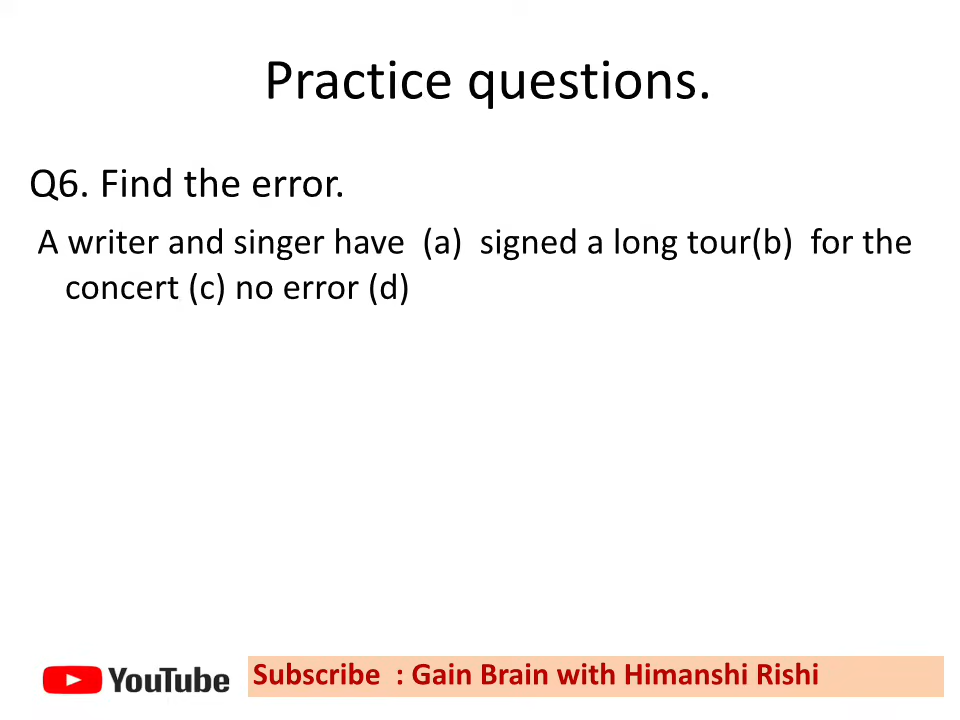 Practice questions.
Q6. Find the error.
A writer and singer have (a) signed a long tour(b) for the
concert (c) no error (d)
YouTube
Subscribe : Gain Brain with Himanshi Rishi